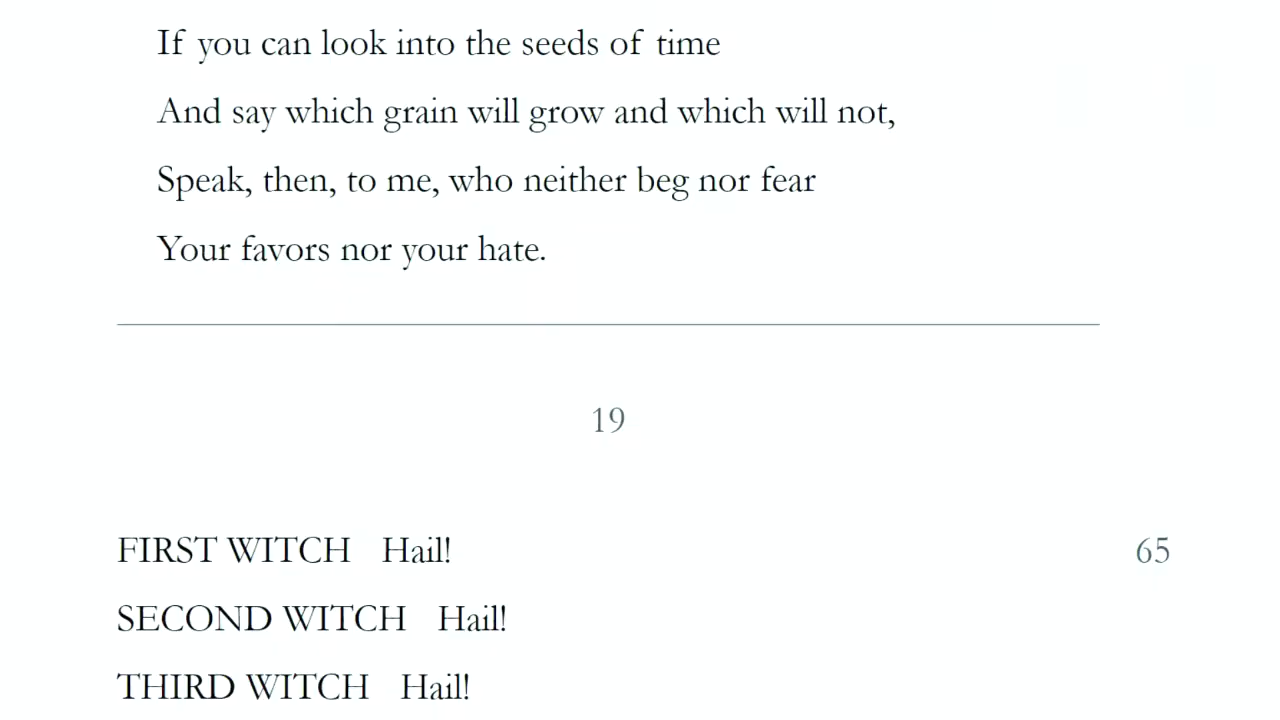 If you can look into the seeds of time
And say which grain will grow and which will not,
Speak, then, to me, who neither beg nor fear
Your favors nor your hate.
19
FIRST WITCH Hail! 65
SECOND WITCH Hail!
THIRD WITCH Hail!